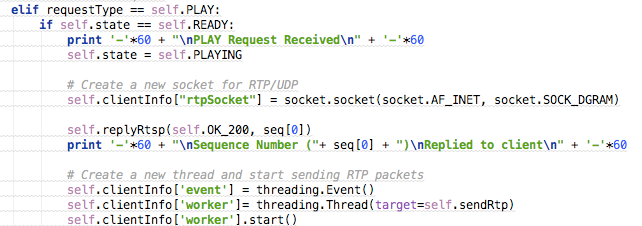 elif requestType == self.PLAY:
if self.state == self.READY:
print '-'*60 + "\nPLAY Request Received\n" + '-'*60
self.state = self.PLAYING
# Create a new socket for RTP/UDP
self.clientInfo["rtpSocket"] = socket.socket(socket.AF_INET, socket.SOCK_DGRAM)
self.replyRtsp(self.OK_200, seq[0])
print '-'*60 + "\nSequence Number ("+ seq[0] + ")\nReplied to client\n" + '-'*60
# Create a new thread and start sending RTP packets
self.clientInfo['event'] = threading.Event()
self.clientInfo['worker']= threading.Thread(target=self.sendRtp)
self.clientInfo['worker'].start()